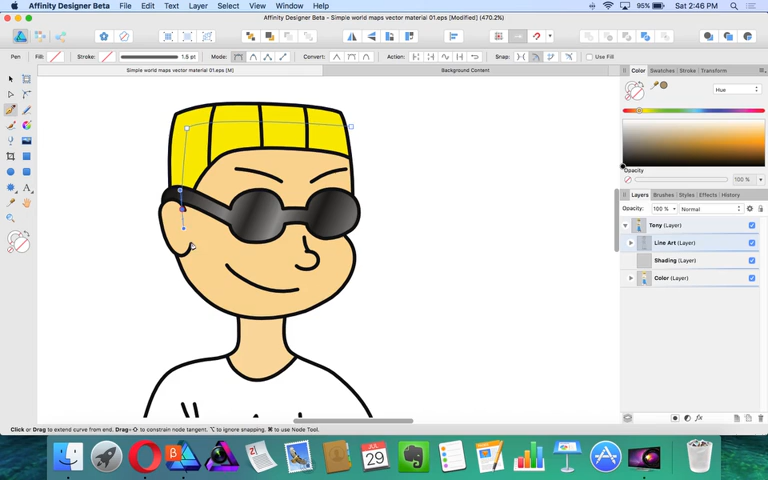 Affinity Designer Beta File Edit Text Layer Select View Window Help 95% Sat 2:46 PM
Affinity Designer Beta - Simple world maps vector material 01.eps [Modified] (470.2%)
Pen Fill: Stroke: 1.5 pt Mode: Convert: Action: Snap: Use Fill
Simple world maps vector material 01.eps [M] Background Content
Color Swatches Stroke Transform
Hue
Opacity
100 %
Layers Brushes Styles Effects History
Opacity: 100 % Normal
Tony (Layer)
Line Art (Layer)
Shading (Layer)
Color (Layer)
Click or Drag to extend curve from end. Drag+⇧ to constrain node tangent. ⌥ to ignore snapping. ⌘ to use Node Tool.
JUL
29